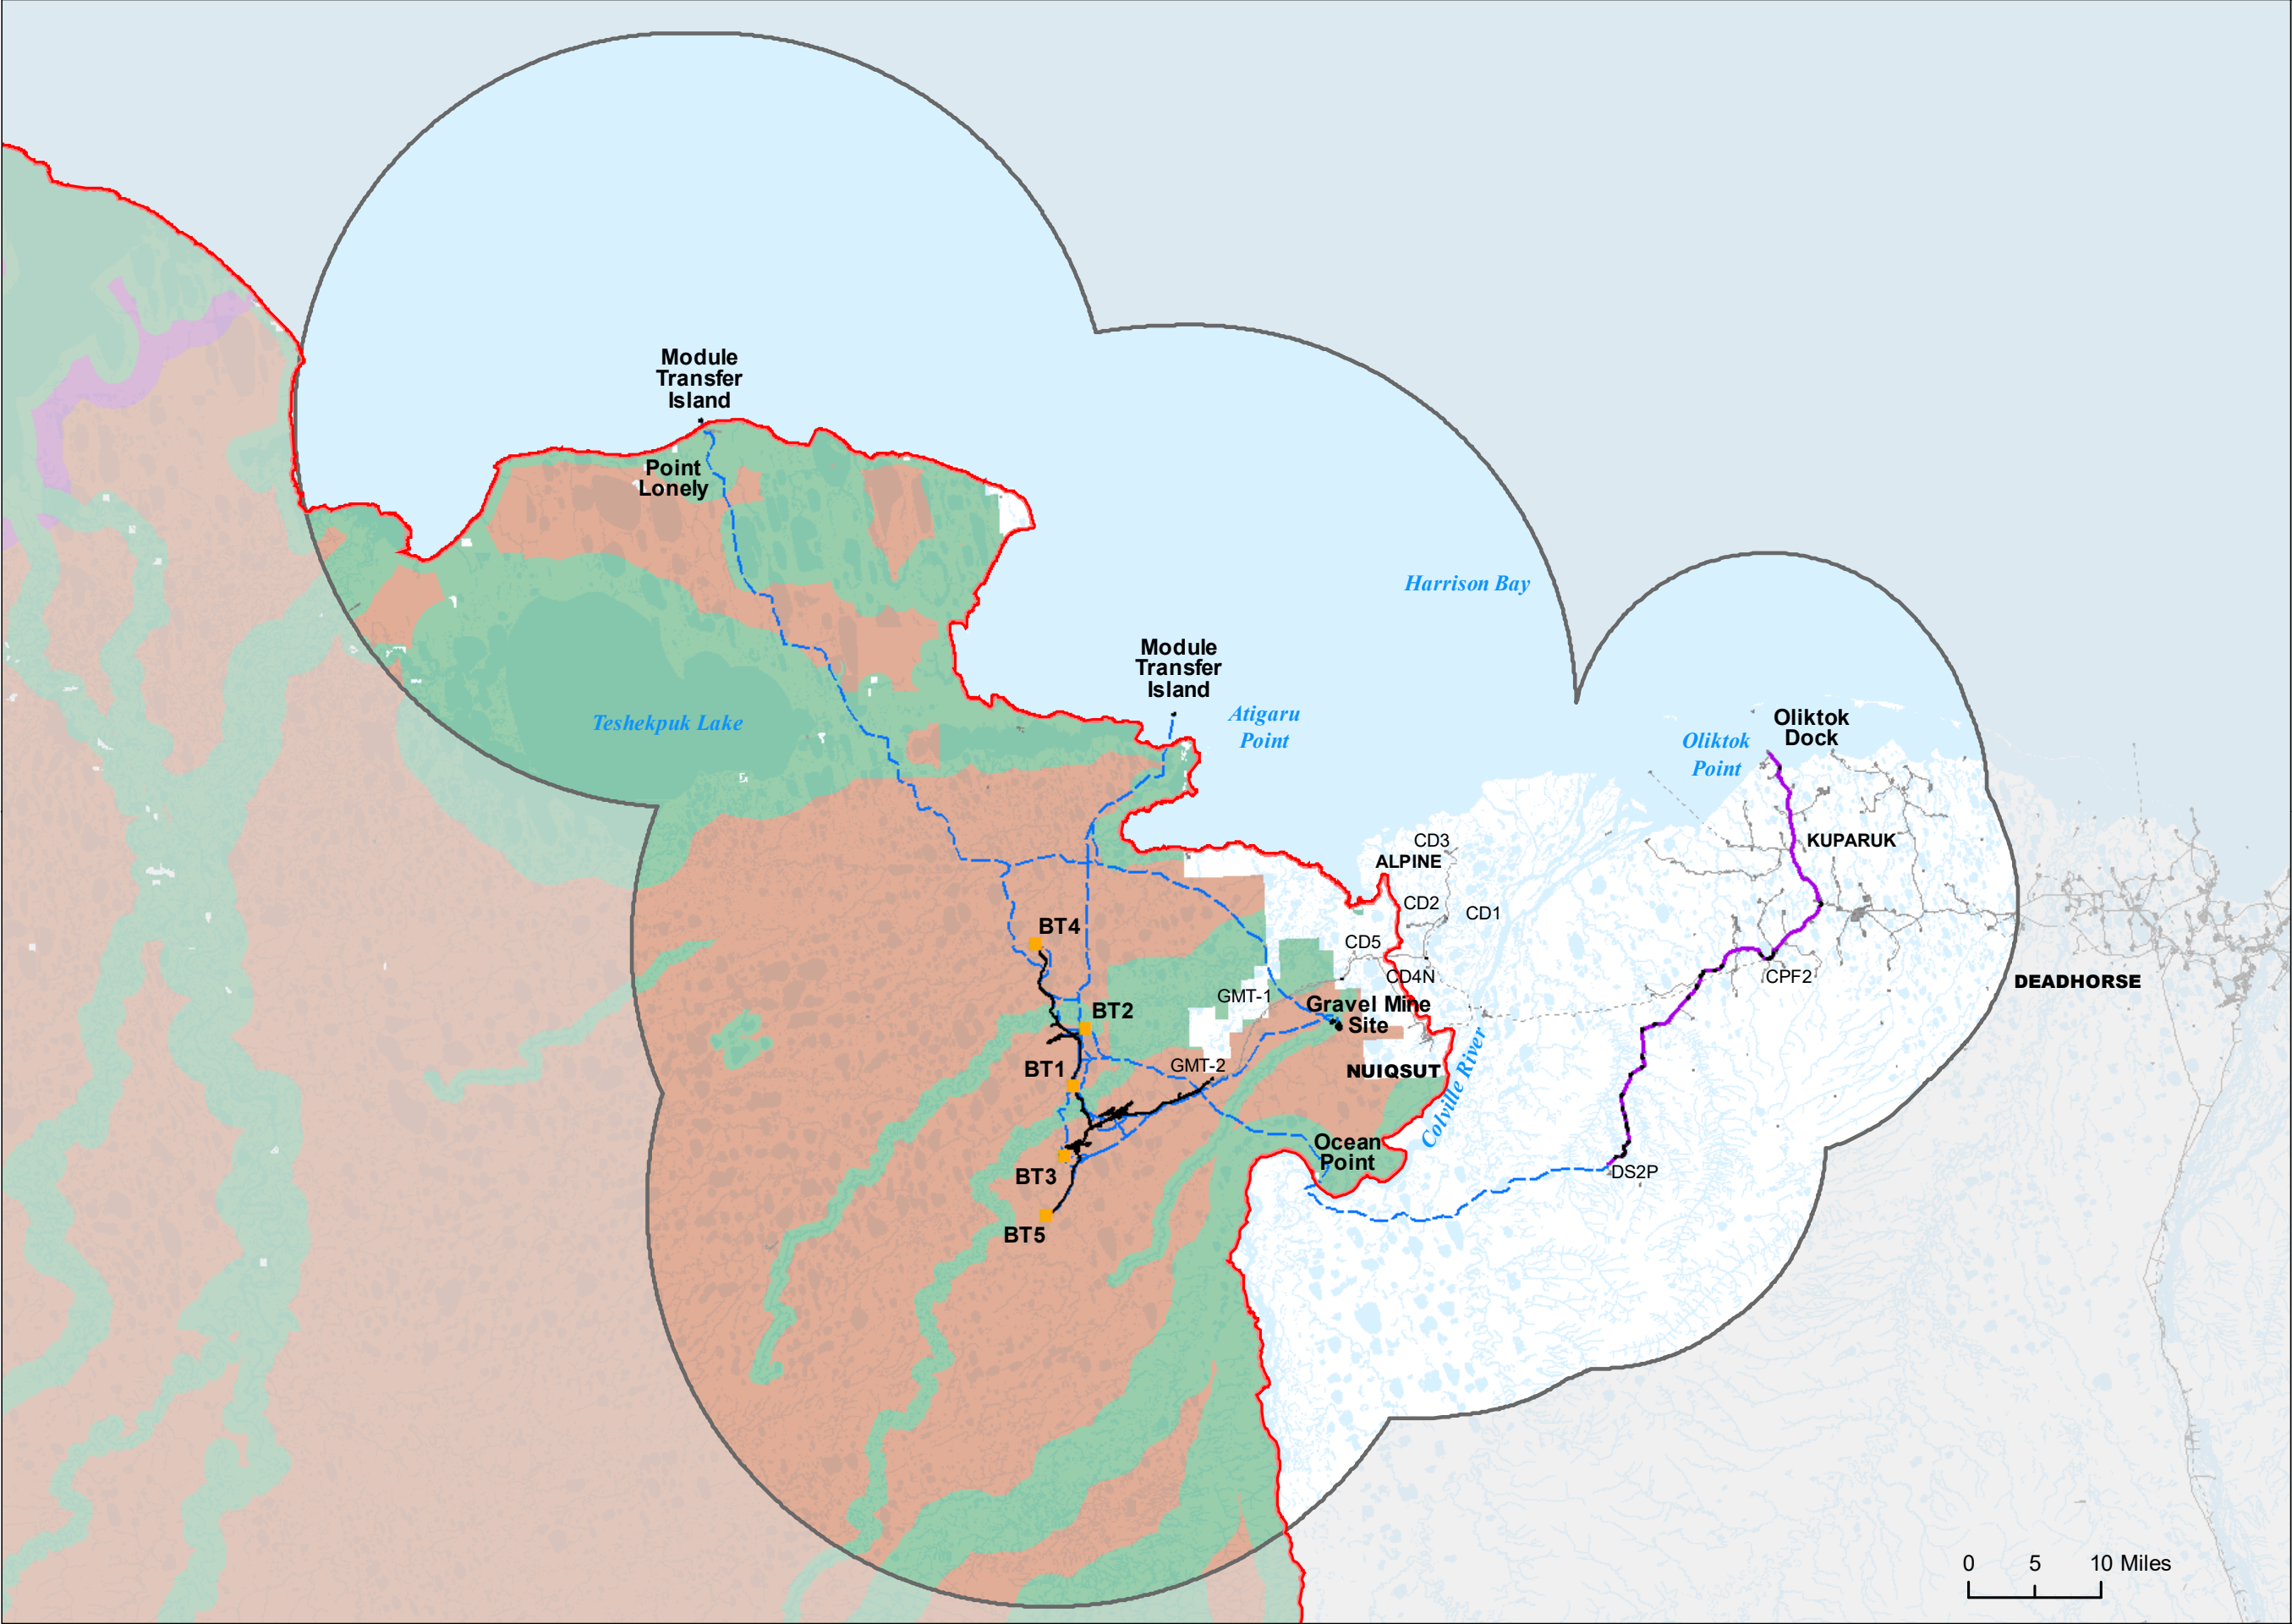 Module
Transfer
Island
Point
Lonely
Harrison Bay
Module
Transfer
Island
Teshekpuk Lake
Atigaru
Point
Oliktok
Dock
Oliktok
Point
CD3
KUPARUK
ALPINE
CD2
CD1
BT4
CD5
CD4N
CPF2
DEADHORSE
GMT-1
Gravel Mine
Site
BT2
GMT-2
BT1
NUIQSUT
Colville River
Ocean
Point
BT3
DS2P
BT5
0 5 10 Miles